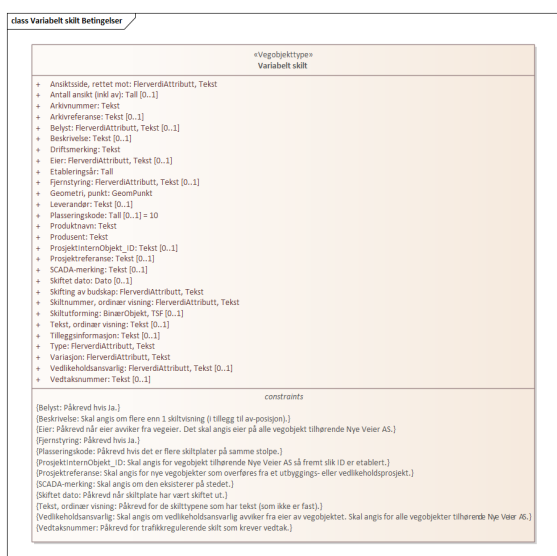 class Variabelt skilt Betingelser
«Vegobjekttype»
Variabelt skilt
+ Ansiktsside, rettet mot: FlerverdiAttributt, Tekst
+ Antall ansikt (inkl av): Tall [0..1]
+ Arkivnummer: Tekst
+ Arkivreferanse: Tekst [0..1]
+ Belyst: FlerverdiAttributt, Tekst [0..1]
+ Beskrivelse: Tekst [0..1]
+ Driftsmerking: Tekst
+ Eier: FlerverdiAttributt, Tekst [0..1]
+ Etableringsår: Tall
+ Fjernstyring: FlerverdiAttributt, Tekst [0..1]
+ Geometri, punkt: GeomPunkt
+ Leverandør: Tekst [0..1]
+ Plasseringskode: Tall [0..1] = 10
+ Produktnavn: Tekst
+ Produsent: Tekst
+ ProsjektInternObjekt_ID: Tekst [0..1]
+ Prosjektreferanse: Tekst [0..1]
+ SCADA-merking: Tekst [0..1]
+ Skiftet dato: Dato [0..1]
+ Skifting av budskap: FlerverdiAttributt, Tekst
+ Skiltnummer, ordinær visning: FlerverdiAttributt, Tekst
+ Skiltutforming: BinærObjekt, TSF [0..1]
+ Tekst, ordinær visning: Tekst [0..1]
+ Tilleggsinformasjon: Tekst [0..1]
+ Type: FlerverdiAttributt, Tekst
+ Variasjon: FlerverdiAttributt, Tekst
+ Vedlikeholdsansvarlig: FlerverdiAttributt, Tekst [0..1]
+ Vedtaksnummer: Tekst [0..1]
constraints
{Belyst: Påkrevd hvis Ja.}
{Beskrivelse: Skal angis om flere enn 1 skiltvisning (i tillegg til av-posisjon).}
{Eier: Påkrevd når eier avviker fra vegeier. Det skal angis eier på alle vegobjekt tilhørende Nye Veier AS.}
{Fjernstyring: Påkrevd hvis Ja.}
{Plasseringskode: Påkrevd hvis det er flere skiltplater på samme stolpe.}
{ProsjektInternObjekt_ID: Skal angis for vegobjekt tilhørende Nye Veier AS så fremt slik ID er etablert.}
{Prosjektreferanse: Skal angis for nye vegobjekter som overføres fra et utbyggings- eller vedlikeholdsprosjekt.}
{SCADA-merking: Skal angis om den eksisterer på stedet.}
{Skiftet dato: Påkrevd når skiltplate har vært skiftet ut.}
{Tekst, ordinær visning: Påkrevd for de skilttypene som har tekst (som ikke er fast).}
{Vedlikeholdsansvarlig: Skal angis om vedlikeholdsansvarlig avviker fra eier av vegobjektet. Skal angis for alle vegobjekter tilhørende Nye Veier AS.}
{Vedtaksnummer: Påkrevd for trafikkregulerende skilt som krever vedtak.}